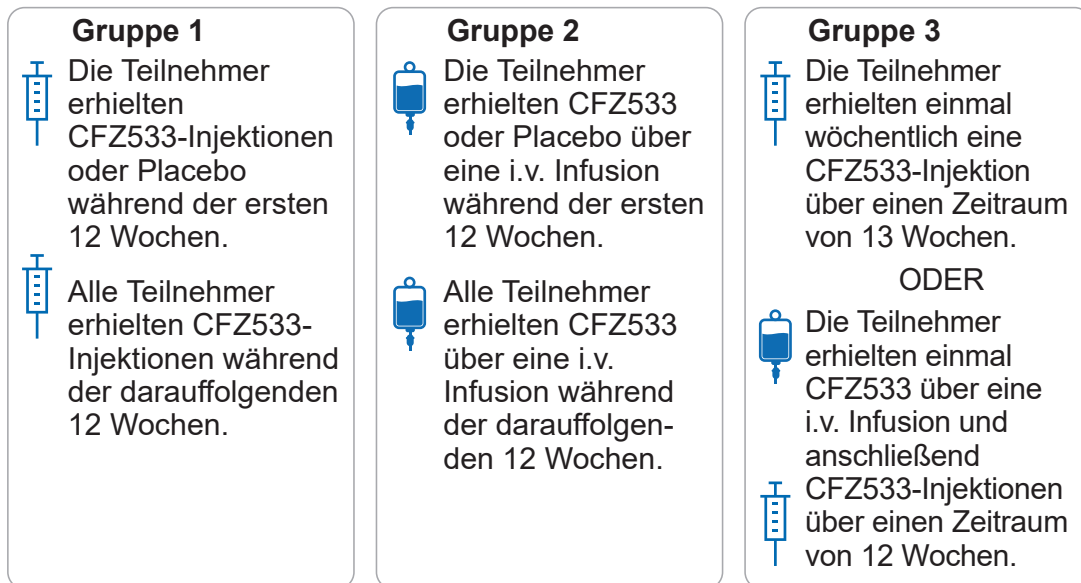 Gruppe 1
Die Teilnehmer
erhielten
CFZ533-Injektionen
oder Placebo
während der ersten
12 Wochen.
Alle Teilnehmer
erhielten CFZ533-
Injektionen während
der darauffolgenden
12 Wochen.
Gruppe 2
Die Teilnehmer
erhielten CFZ533
oder Placebo über
eine i.v. Infusion
während der ersten
12 Wochen.
Alle Teilnehmer
erhielten CFZ533
über eine i.v.
Infusion während
der darauffolgen-
den 12 Wochen.
Gruppe 3
Die Teilnehmer
erhielten einmal
wöchentlich eine
CFZ533-Injektion
über einen Zeitraum
von 13 Wochen.
ODER
Die Teilnehmer
erhielten einmal
CFZ533 über eine
i.v. Infusion und
anschließend
CFZ533-Injektionen
über einen Zeitraum
von 12 Wochen.